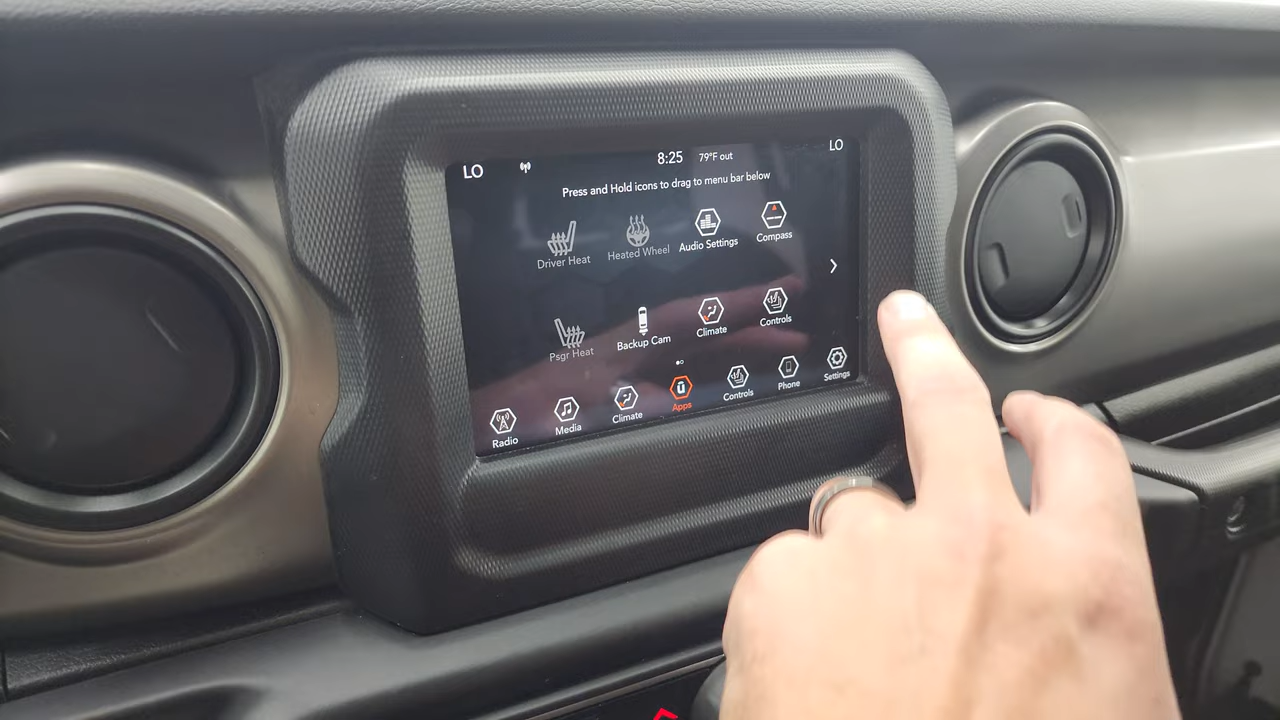 LO 8:25 79°F out LO
Press and Hold icons to drag to menu bar below
Driver Heat Heated Wheel Audio Settings Compass
Psgr Heat Backup Cam Climate Controls
Radio Media Climate Apps Controls Phone Settings